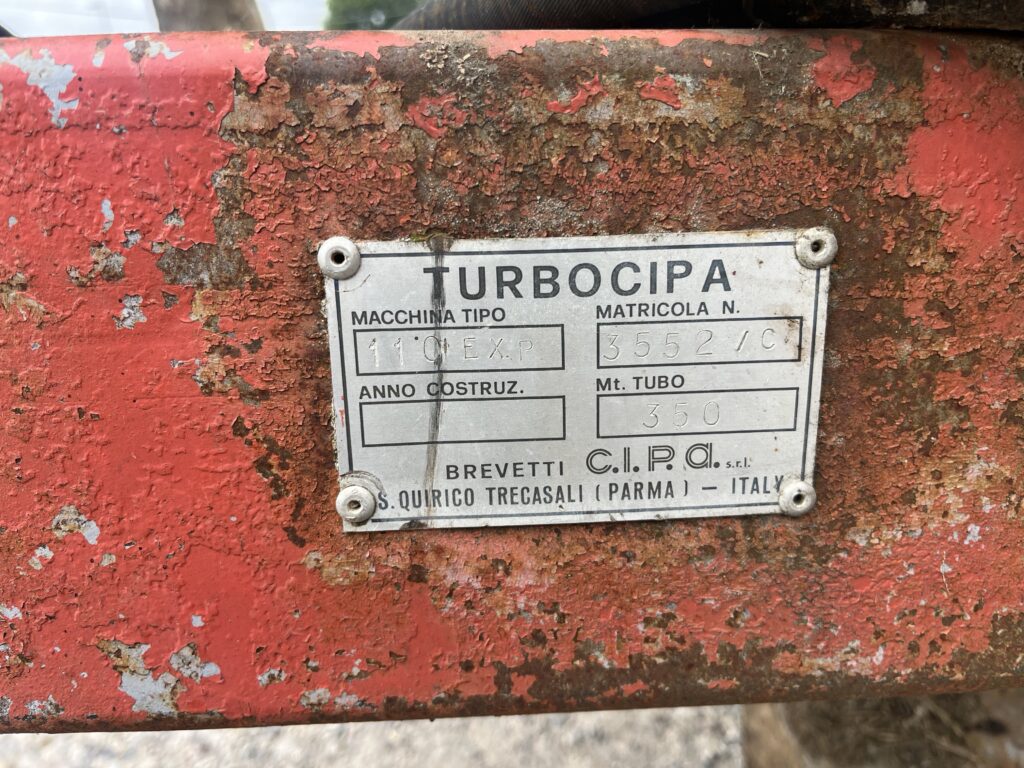 TURBOCIPA
MACCHINA TIPO MATRICOLA N.
110 EX.P 3552/C
ANNO COSTRUZ. Mt. TUBO
350
BREVETTI C.I.P.a. s.r.l.
S. QUIRICO TRECASALI (PARMA) — ITALY